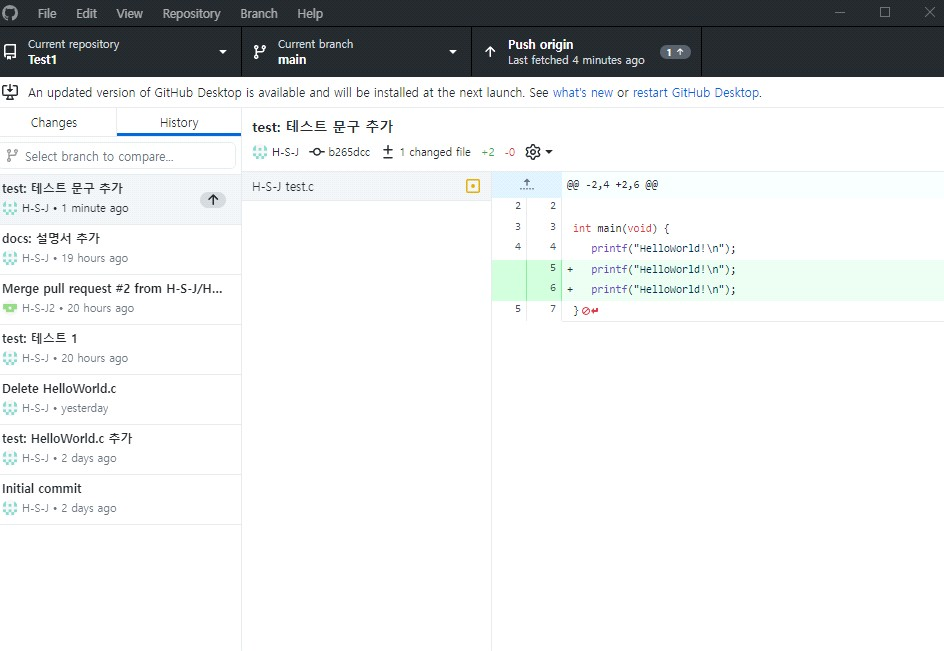 File Edit View Repository Branch Help
Current repository
Test1
Current branch
main
Push origin
Last fetched 4 minutes ago
1
An updated version of GitHub Desktop is available and will be installed at the next launch. See what's new or restart GitHub Desktop.
Changes
History
Select branch to compare...
test: 테스트 문구 추가
H-S-J • 1 minute ago
docs: 설명서 추가
H-S-J • 19 hours ago
Merge pull request #2 from H-S-J/H...
H-S-J2 • 20 hours ago
test: 테스트 1
H-S-J • 20 hours ago
Delete HelloWorld.c
H-S-J • yesterday
test: HelloWorld.c 추가
H-S-J • 2 days ago
Initial commit
H-S-J • 2 days ago
test: 테스트 문구 추가
H-S-J b265dcc 1 changed file +2 -0
H-S-J test.c
@@ -2,4 +2,6 @@
2 2
3 3 int main(void) {
4 4 printf("HelloWorld!\n");
5 + printf("HelloWorld!\n");
6 + printf("HelloWorld!\n");
5 7 }